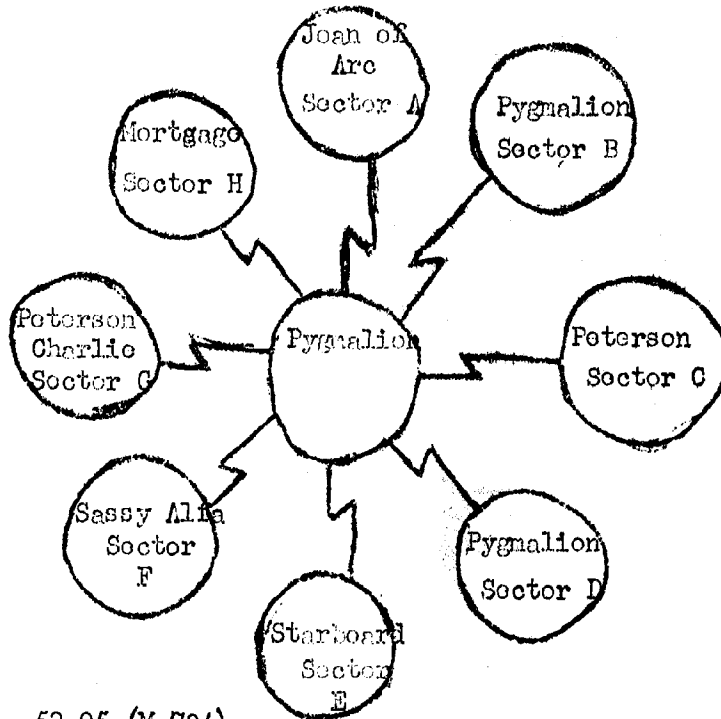 Joan of
Arc
Sector A
Pygmalion
Sector B
Mortgage
Sector H
Peterson
Charlie
Sector G
Pygmalion
Peterson
Sector C
Sassy Alfa
Sector
F
Pygmalion
Sector D
Starboard
Sector
E